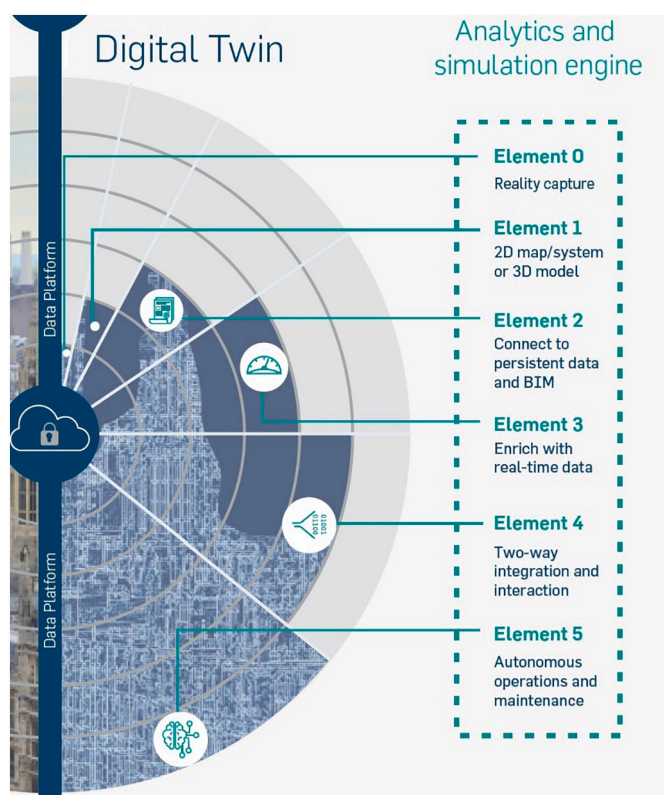 Digital Twin
Analytics and
simulation engine
Data Platform
Data Platform
Element 0
Reality capture
Element 1
2D map/system
or 3D model
Element 2
Connect to
persistent data
and BIM
Element 3
Enrich with
real-time data
Element 4
Two-way
integration and
interaction
Element 5
Autonomous
operations and
maintenance
01001
01100